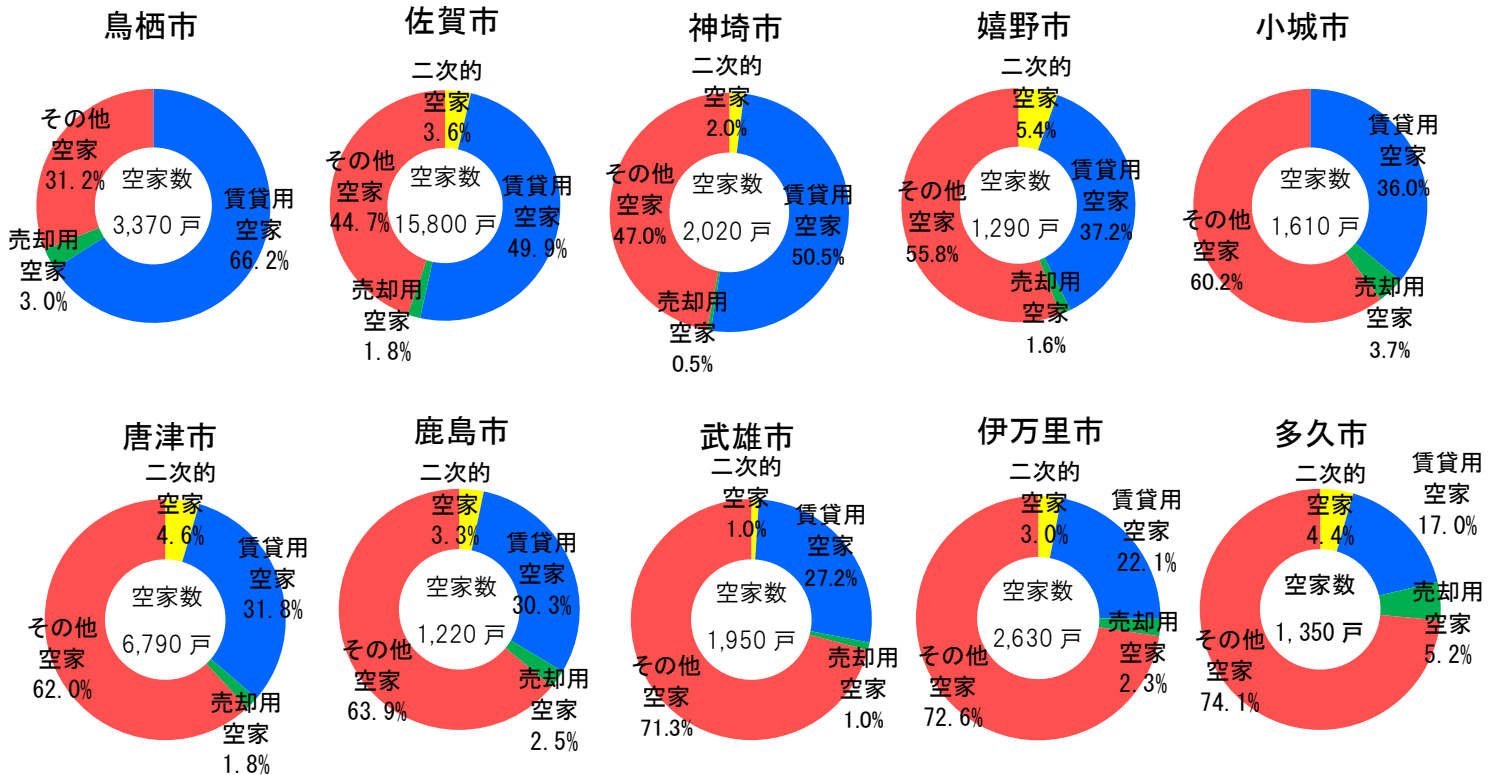 鳥栖市
その他
空家
31.2%
空家数
3,370 戸
賃貸用
空家
66.2%
売却用
空家
3.0%
佐賀市
二次的
空家
3.6%
その他
空家
44.7%
空家数
15,800 戸
賃貸用
空家
49.9%
売却用
空家
1.8%
神埼市
二次的
空家
2.0%
その他
空家
47.0%
空家数
2,020 戸
賃貸用
空家
50.5%
売却用
空家
0.5%
嬉野市
二次的
空家
5.4%
その他
空家
55.8%
空家数
1,290 戸
賃貸用
空家
37.2%
売却用
空家
1.6%
小城市
賃貸用
空家
36.0%
空家数
1,610 戸
その他
空家
60.2%
売却用
空家
3.7%
唐津市
二次的
空家
4.6%
賃貸用
空家
31.8%
空家数
6,790 戸
その他
空家
62.0%
売却用
空家
1.8%
鹿島市
二次的
空家
3.3%
賃貸用
空家
30.3%
空家数
1,220 戸
その他
空家
63.9%
売却用
空家
2.5%
武雄市
二次的
空家
1.0%
賃貸用
空家
27.2%
空家数
1,950 戸
その他
空家
71.3%
売却用
空家
1.0%
伊万里市
二次的
空家
3.0%
賃貸用
空家
22.1%
空家数
2,630 戸
売却用
空家
2.3%
その他
空家
72.6%
多久市
二次的
空家
4.4%
賃貸用
空家
17.0%
空家数
1,350 戸
売却用
空家
5.2%
その他
空家
74.1%